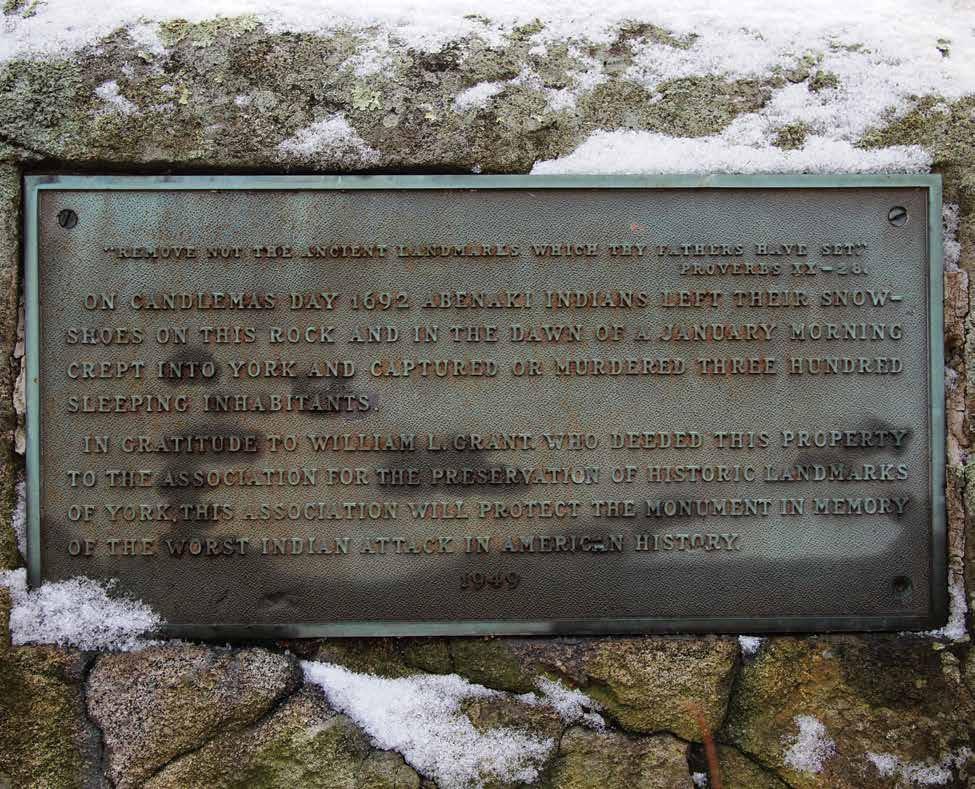 "REMOVE NOT THE ANCIENT LANDMARKS WHICH THY FATHERS HAVE SET"
PROVERBS XX-28.
ON CANDLEMAS DAY 1692 ABENAKI INDIANS LEFT THEIR SNOW-
SHOES ON THIS ROCK AND IN THE DAWN OF A JANUARY MORNING
CREPT INTO YORK AND CAPTURED OR MURDERED THREE HUNDRED
SLEEPING INHABITANTS.
IN GRATITUDE TO WILLIAM L. GRANT WHO DEEDED THIS PROPERTY
TO THE ASSOCIATION FOR THE PRESERVATION OF HISTORIC LANDMARKS
OF YORK, THIS ASSOCIATION WILL PROTECT THE MONUMENT IN MEMORY
OF THE WORST INDIAN ATTACK IN AMERICAN HISTORY.
1949